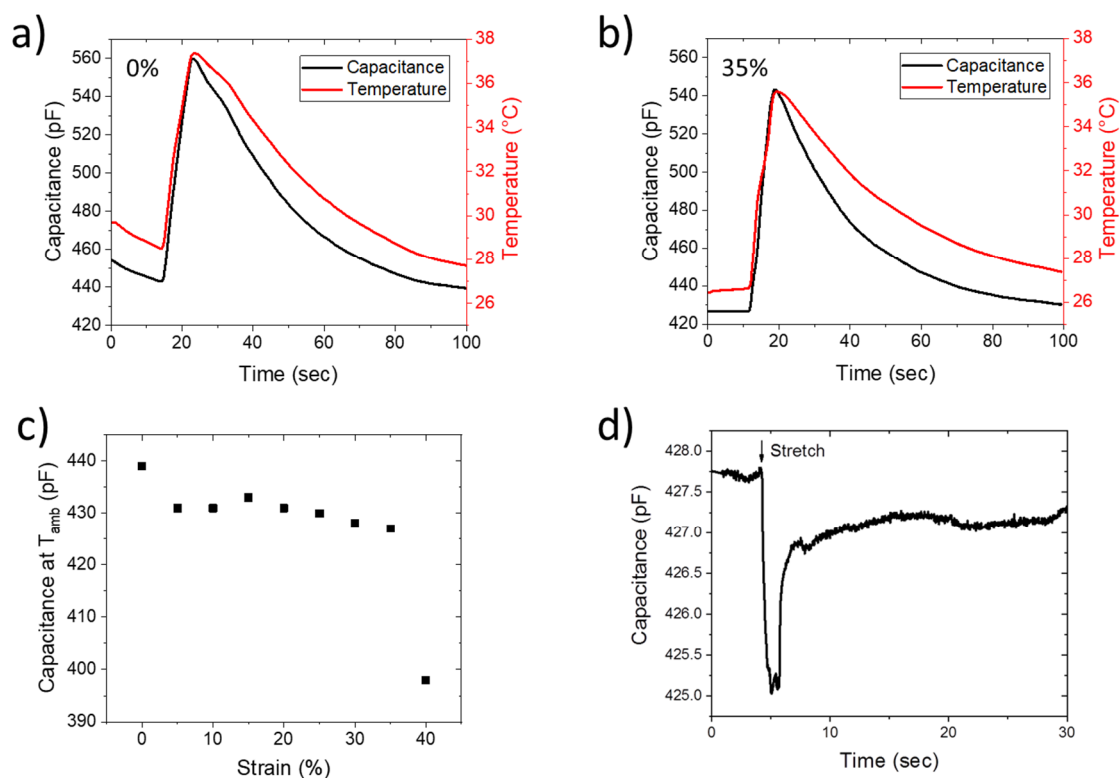 a)
0%
Capacitance
Temperature
Capacitance (pF)
560
540
520
500
480
460
440
420
38
36
34
32
30
28
26
Temperature (°C)
0 20 40 60 80 100
Time (sec)
b)
35%
Capacitance
Temperature
Capacitance (pF)
560
540
520
500
480
460
440
420
38
36
34
32
30
28
26
Temperature (°C)
0 20 40 60 80 100
Time (sec)
c)
Capacitance at Tamb (pF)
440
430
420
410
400
390
0 10 20 30 40
Strain (%)
d)
Stretch
Capacitance (pF)
428.0
427.5
427.0
426.5
426.0
425.5
425.0
0 10 20 30
Time (sec)